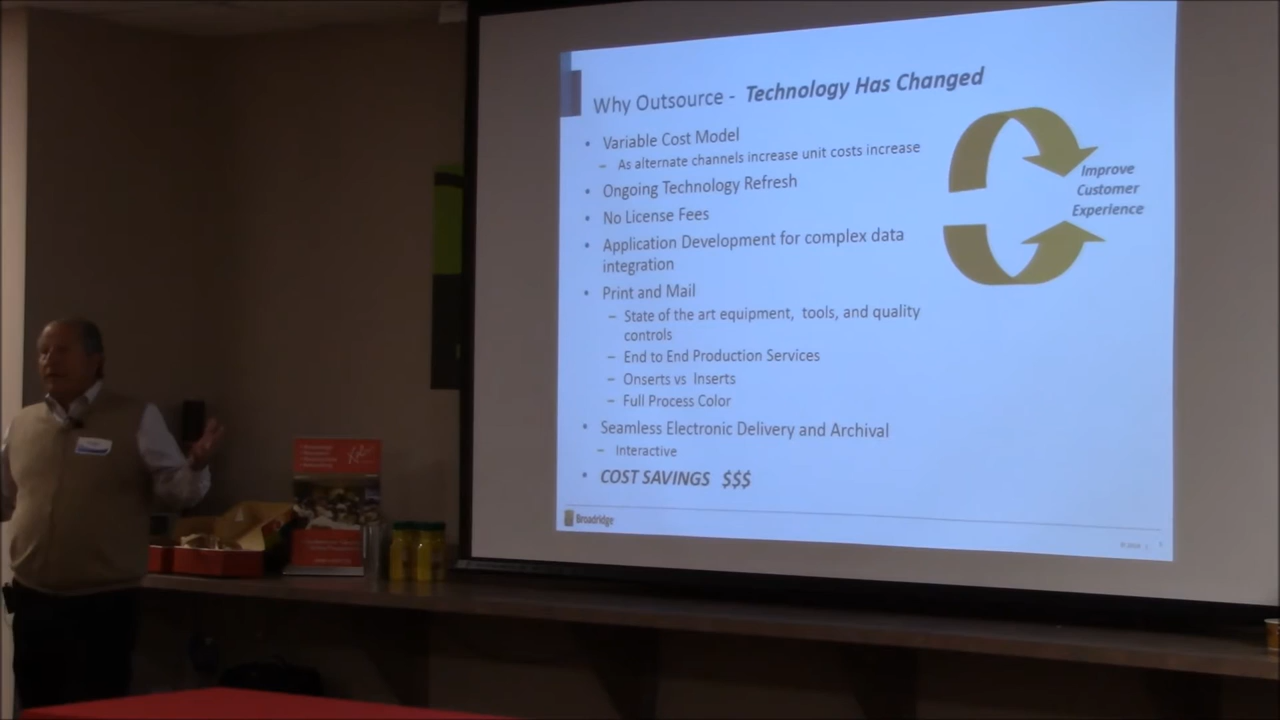 Why Outsource - Technology Has Changed
• Variable Cost Model
– As alternate channels increase unit costs increase
• Ongoing Technology Refresh
• No License Fees
• Application Development for complex data
integration
• Print and Mail
– State of the art equipment, tools, and quality
controls
– End to End Production Services
– Onserts vs Inserts
– Full Process Color
• Seamless Electronic Delivery and Archival
– Interactive
• COST SAVINGS $$$
Improve
Customer
Experience
Broadridge